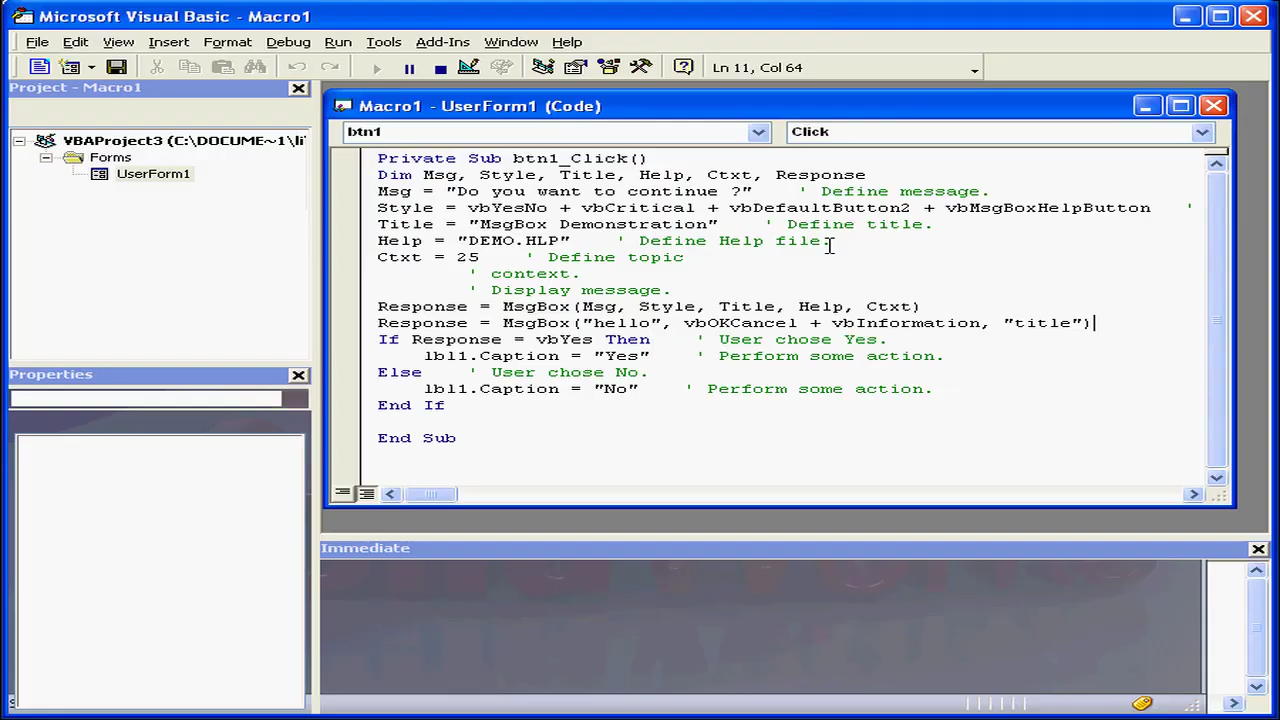 Microsoft Visual Basic - Macro1
File Edit View Insert Format Debug Run Tools Add-Ins Window Help
Ln 11, Col 64
Project - Macro1
VBAProject3 (C:\DOCUME~1\li
Forms
UserForm1
Properties
Macro1 - UserForm1 (Code)
btn1 Click
Private Sub btn1_Click()
Dim Msg, Style, Title, Help, Ctxt, Response
Msg = "Do you want to continue ?" ' Define message.
Style = vbYesNo + vbCritical + vbDefaultButton2 + vbMsgBoxHelpButton '
Title = "MsgBox Demonstration" ' Define title.
Help = "DEMO.HLP" ' Define Help file.
Ctxt = 25 ' Define topic
' context.
' Display message.
Response = MsgBox(Msg, Style, Title, Help, Ctxt)
Response = MsgBox("hello", vbOKCancel + vbInformation, "title")
If Response = vbYes Then ' User chose Yes.
lbl1.Caption = "Yes" ' Perform some action.
Else ' User chose No.
lbl1.Caption = "No" ' Perform some action.
End If
End Sub
Immediate